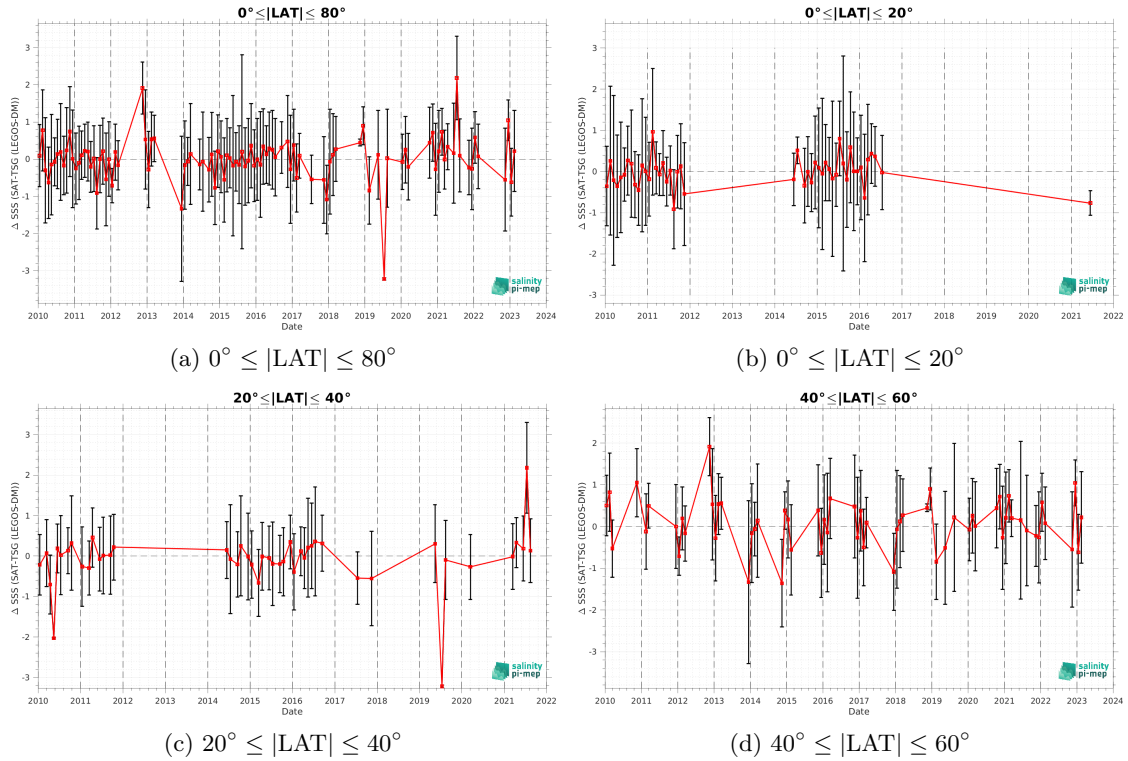 0°≤|LAT|≤ 80°
Δ SSS (SAT-TSG (LEGOS-DM))
3
2
1
0
-1
-2
-3
2010 2011 2012 2013 2014 2015 2016 2017 2018 2019 2020 2021 2022 2023 2024
Date
salinity
pi-mep
(a) 0° ≤ |LAT| ≤ 80°
0°≤|LAT|≤ 20°
Δ SSS (SAT-TSG (LEGOS-DM))
3
2
1
0
-1
-2
-3
2010 2011 2012 2013 2014 2015 2016 2017 2018 2019 2020 2021 2022
Date
salinity
pi-mep
(b) 0° ≤ |LAT| ≤ 20°
20°≤|LAT|≤ 40°
Δ SSS (SAT-TSG (LEGOS-DM))
3
2
1
0
-1
-2
-3
2010 2011 2012 2013 2014 2015 2016 2017 2018 2019 2020 2021 2022
Date
salinity
pi-mep
(c) 20° ≤ |LAT| ≤ 40°
40°≤|LAT|≤ 60°
Δ SSS (SAT-TSG (LEGOS-DM))
2
1
0
-1
-2
-3
2010 2011 2012 2013 2014 2015 2016 2017 2018 2019 2020 2021 2022 2023 2024
Date
salinity
pi-mep
(d) 40° ≤ |LAT| ≤ 60°